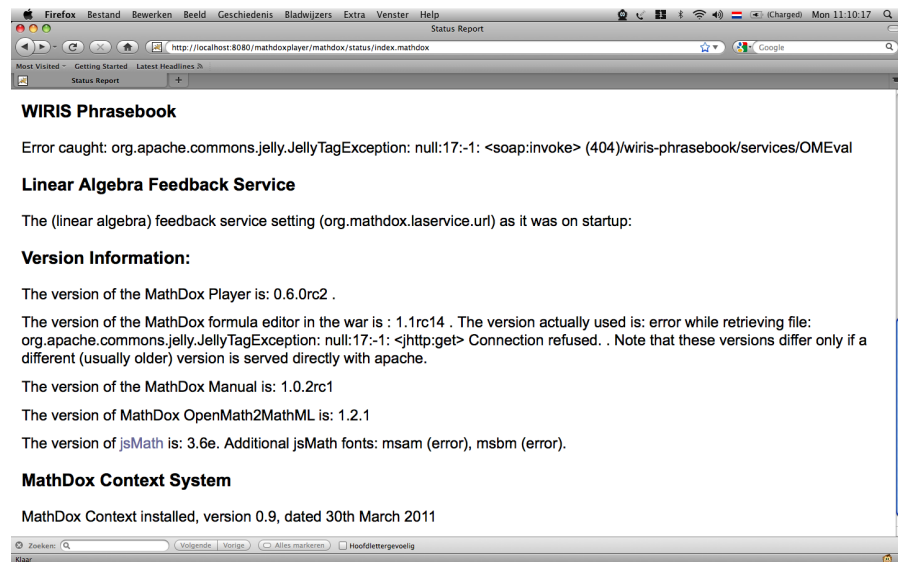 Firefox Bestand Bewerken Beeld Geschiedenis Bladwijzers Extra Venster Help (Charged) Mon 11:10:17
Status Report
http://localhost:8080/mathdoxplayer/mathdox/status/index.mathdox Google
Most Visited Getting Started Latest Headlines
Status Report +
WIRIS Phrasebook
Error caught: org.apache.commons.jelly.JellyTagException: null:17:-1: <soap:invoke> (404)/wiris-phrasebook/services/OMEval
Linear Algebra Feedback Service
The (linear algebra) feedback service setting (org.mathdox.laservice.url) as it was on startup:
Version Information:
The version of the MathDox Player is: 0.6.0rc2 .
The version of the MathDox formula editor in the war is : 1.1rc14 . The version actually used is: error while retrieving file:
org.apache.commons.jelly.JellyTagException: null:17:-1: <jhttp:get> Connection refused. . Note that these versions differ only if a
different (usually older) version is served directly with apache.
The version of the MathDox Manual is: 1.0.2rc1
The version of MathDox OpenMath2MathML is: 1.2.1
The version of jsMath is: 3.6e. Additional jsMath fonts: msam (error), msbm (error).
MathDox Context System
MathDox Context installed, version 0.9, dated 30th March 2011
Zoeken: Volgende Vorige Alles markeren Hoofdlettergevoelig
Klaar